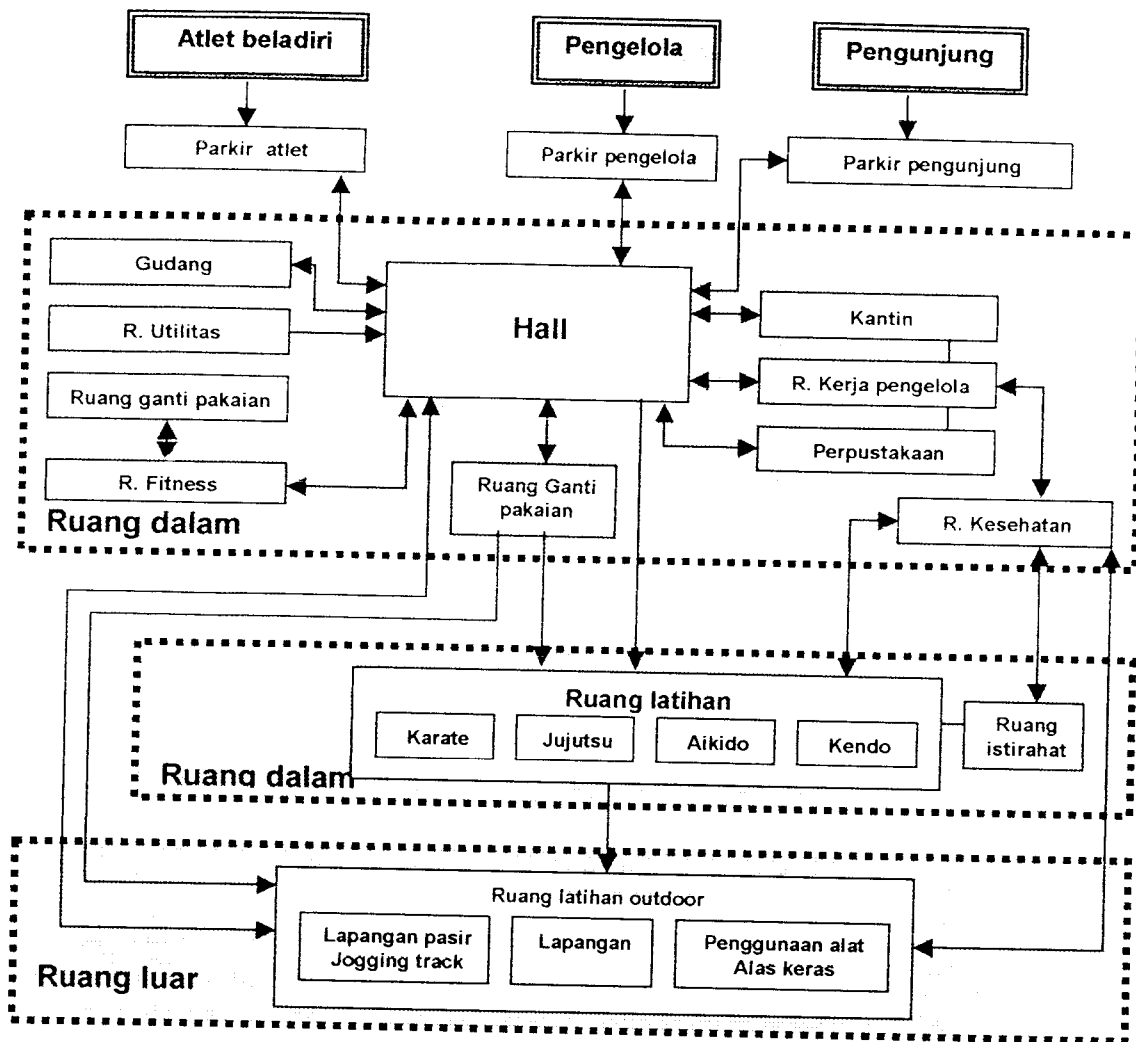 Atlet beladiri
Pengelola
Pengunjung
Parkir atlet
Parkir pengelola
Parkir pengunjung
Gudang
Hall
Kantin
R. Utilitas
R. Kerja pengelola
Ruang ganti pakaian
Perpustakaan
R. Fitness
Ruang Ganti
pakaian
R. Kesehatan
Ruang dalam
Ruang latihan
Karate
Jujutsu
Aikido
Kendo
Ruang
istirahat
Ruang dalam
Ruang latihan outdoor
Lapangan pasir
Jogging track
Lapangan
Penggunaan alat
Alas keras
Ruang luar